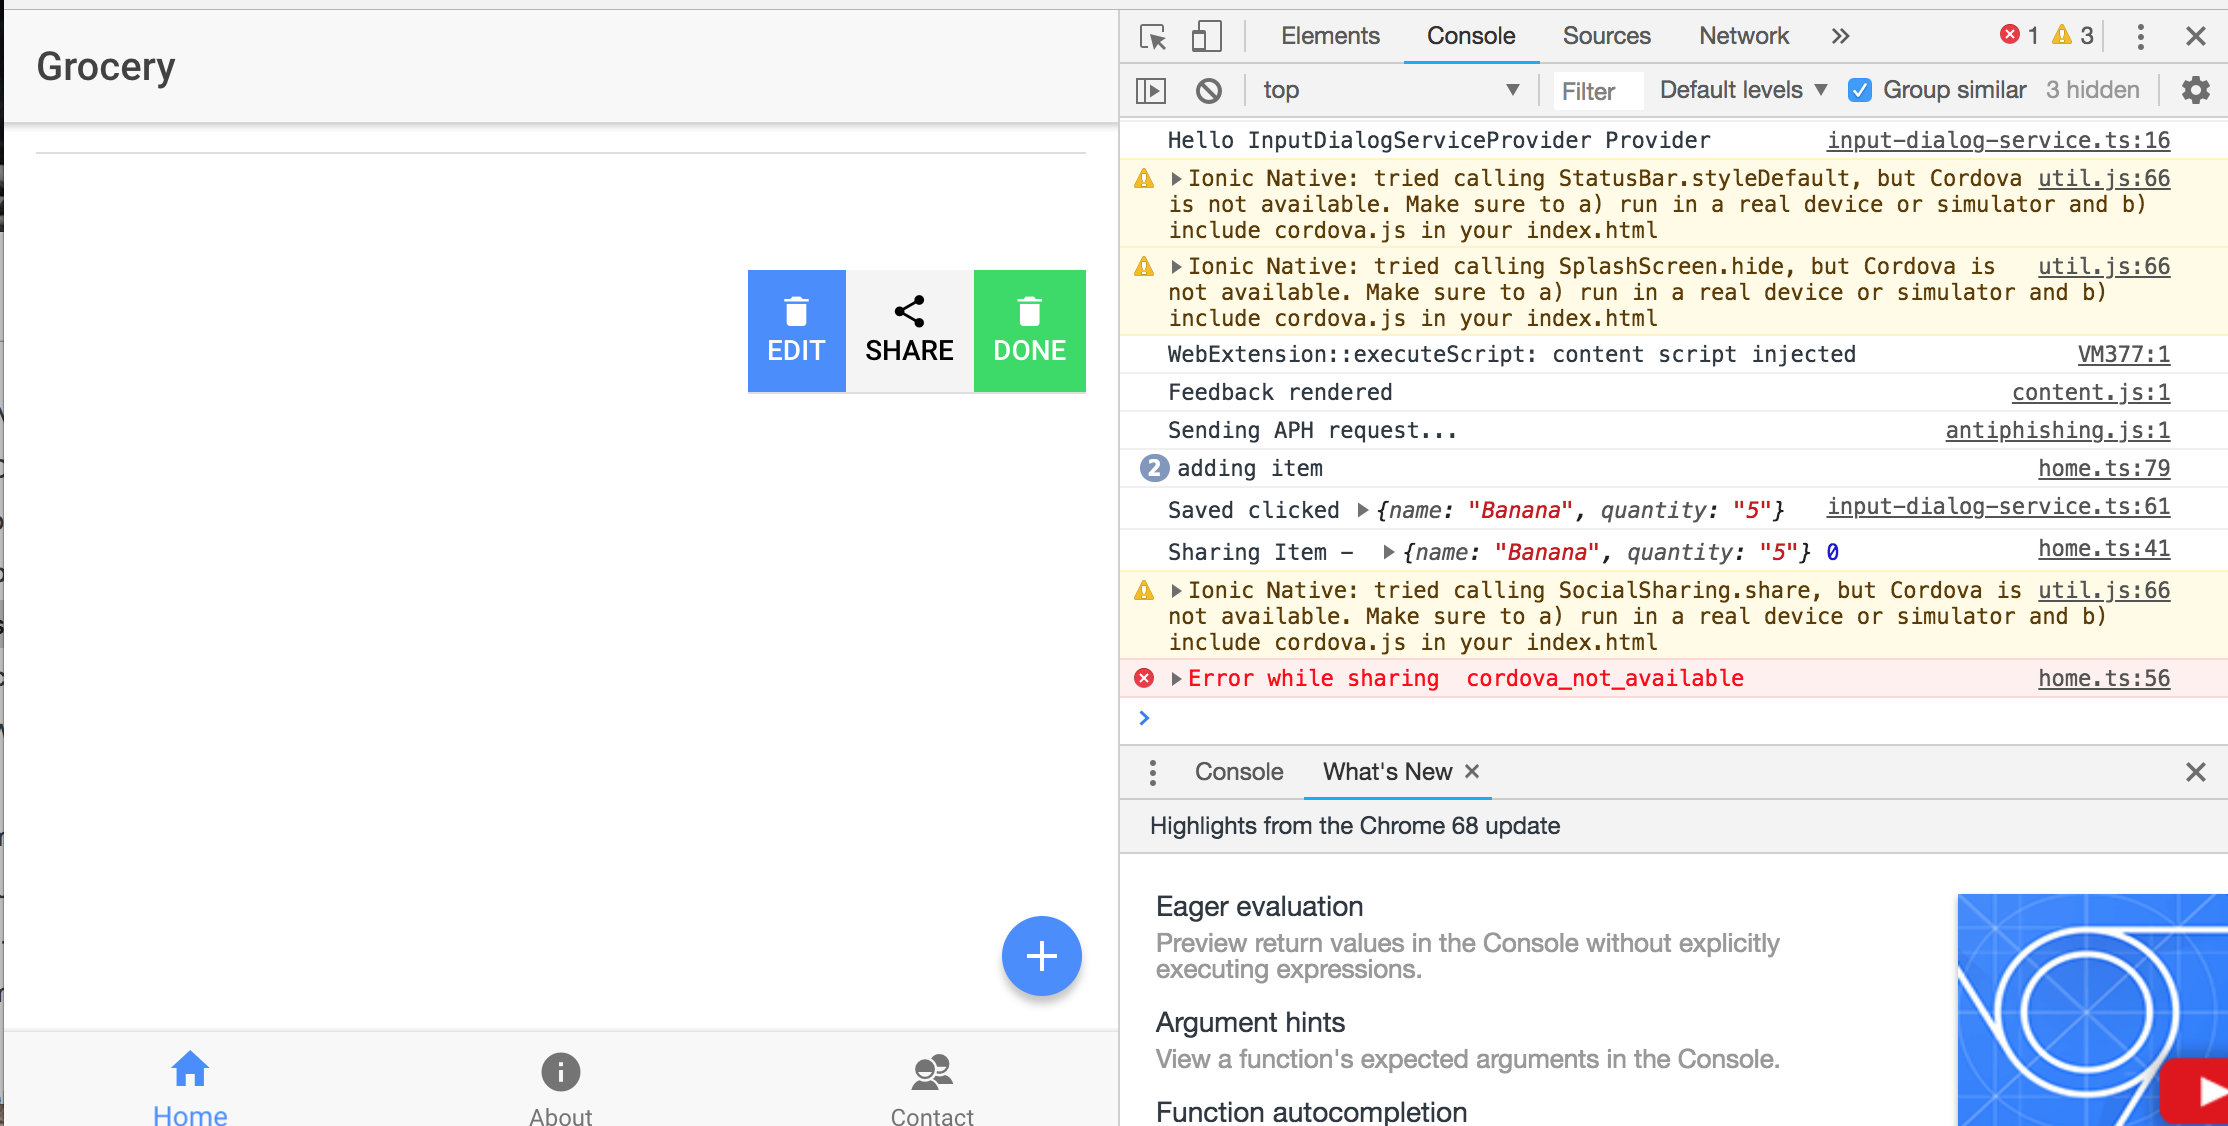 Grocery
EDIT
SHARE
DONE
Home
About
Contact
Elements
Console
Sources
Network
1
3
top
Filter
Default levels
Group similar
3 hidden
Hello InputDialogServiceProvider Provider
input-dialog-service.ts:16
Ionic Native: tried calling StatusBar.styleDefault, but Cordova
util.js:66
is not available. Make sure to a) run in a real device or simulator and b)
include cordova.js in your index.html
Ionic Native: tried calling SplashScreen.hide, but Cordova is
util.js:66
not available. Make sure to a) run in a real device or simulator and b)
include cordova.js in your index.html
WebExtension::executeScript: content script injected
VM377:1
Feedback rendered
content.js:1
Sending APH request...
antiphishing.js:1
2 adding item
home.ts:79
Saved clicked {name: "Banana", quantity: "5"}
input-dialog-service.ts:61
Sharing Item - {name: "Banana", quantity: "5"} 0
home.ts:41
Ionic Native: tried calling SocialSharing.share, but Cordova is
util.js:66
not available. Make sure to a) run in a real device or simulator and b)
include cordova.js in your index.html
Error while sharing cordova_not_available
home.ts:56
Console
What's New
Highlights from the Chrome 68 update
Eager evaluation
Preview return values in the Console without explicitly
executing expressions.
Argument hints
View a function's expected arguments in the Console.
Function autocompletion